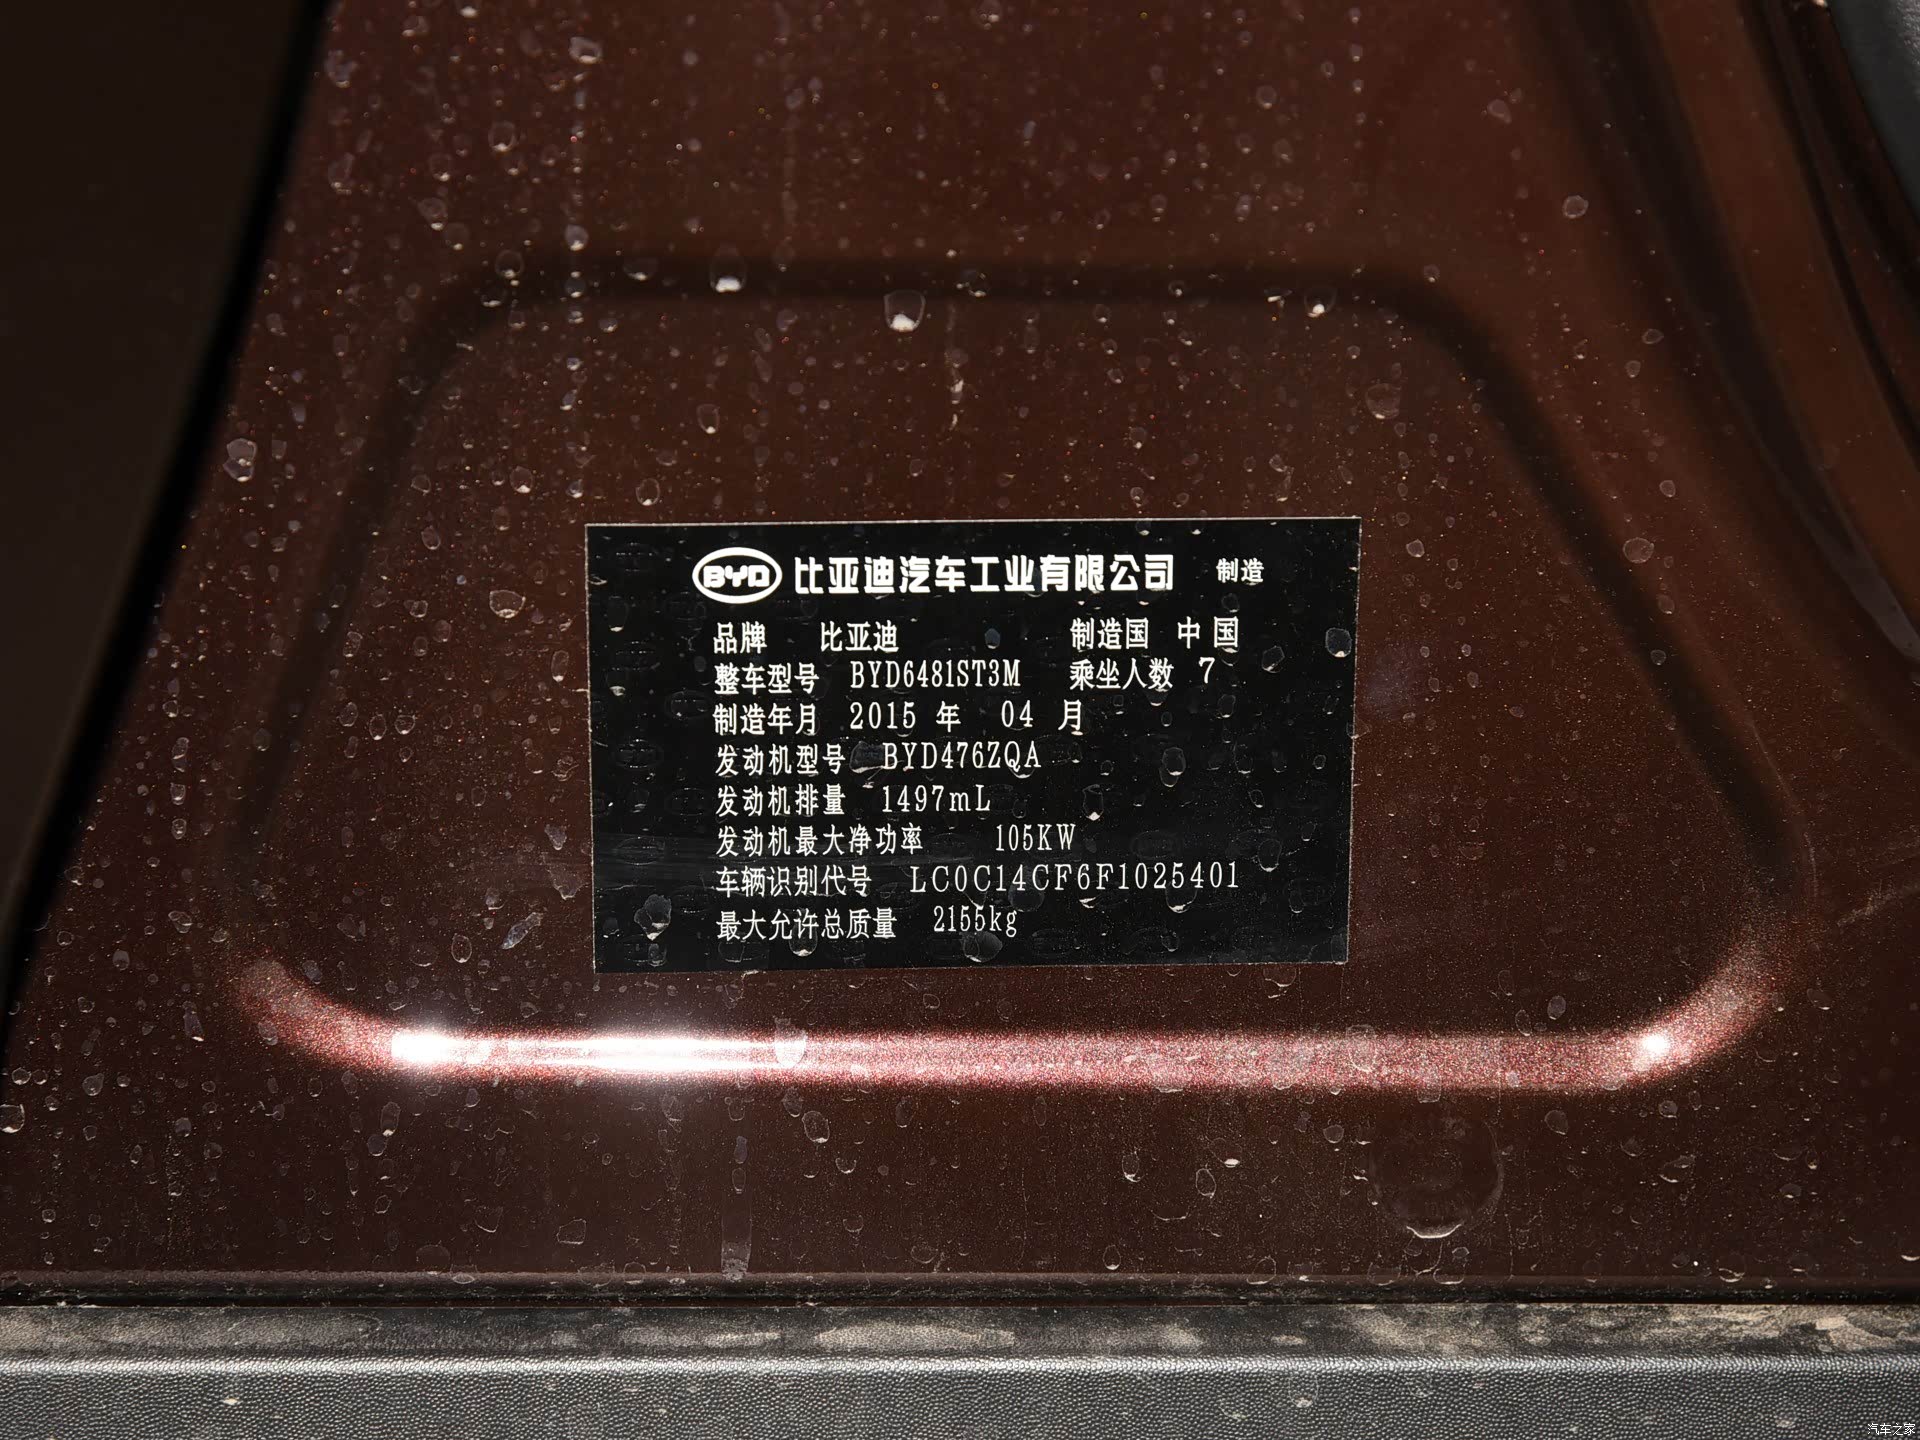 BYD 比亚迪汽车工业有限公司 制造
品牌 比亚迪 制造国 中国
整车型号 BYD6481ST3M 乘坐人数 7
制造年月 2015 年 04 月
发动机型号 BYD476ZQA
发动机排量 1497mL
发动机最大净功率 105KW
车辆识别代号 LC0C14CF6F1025401
最大允许总质量 2155kg
汽车之家